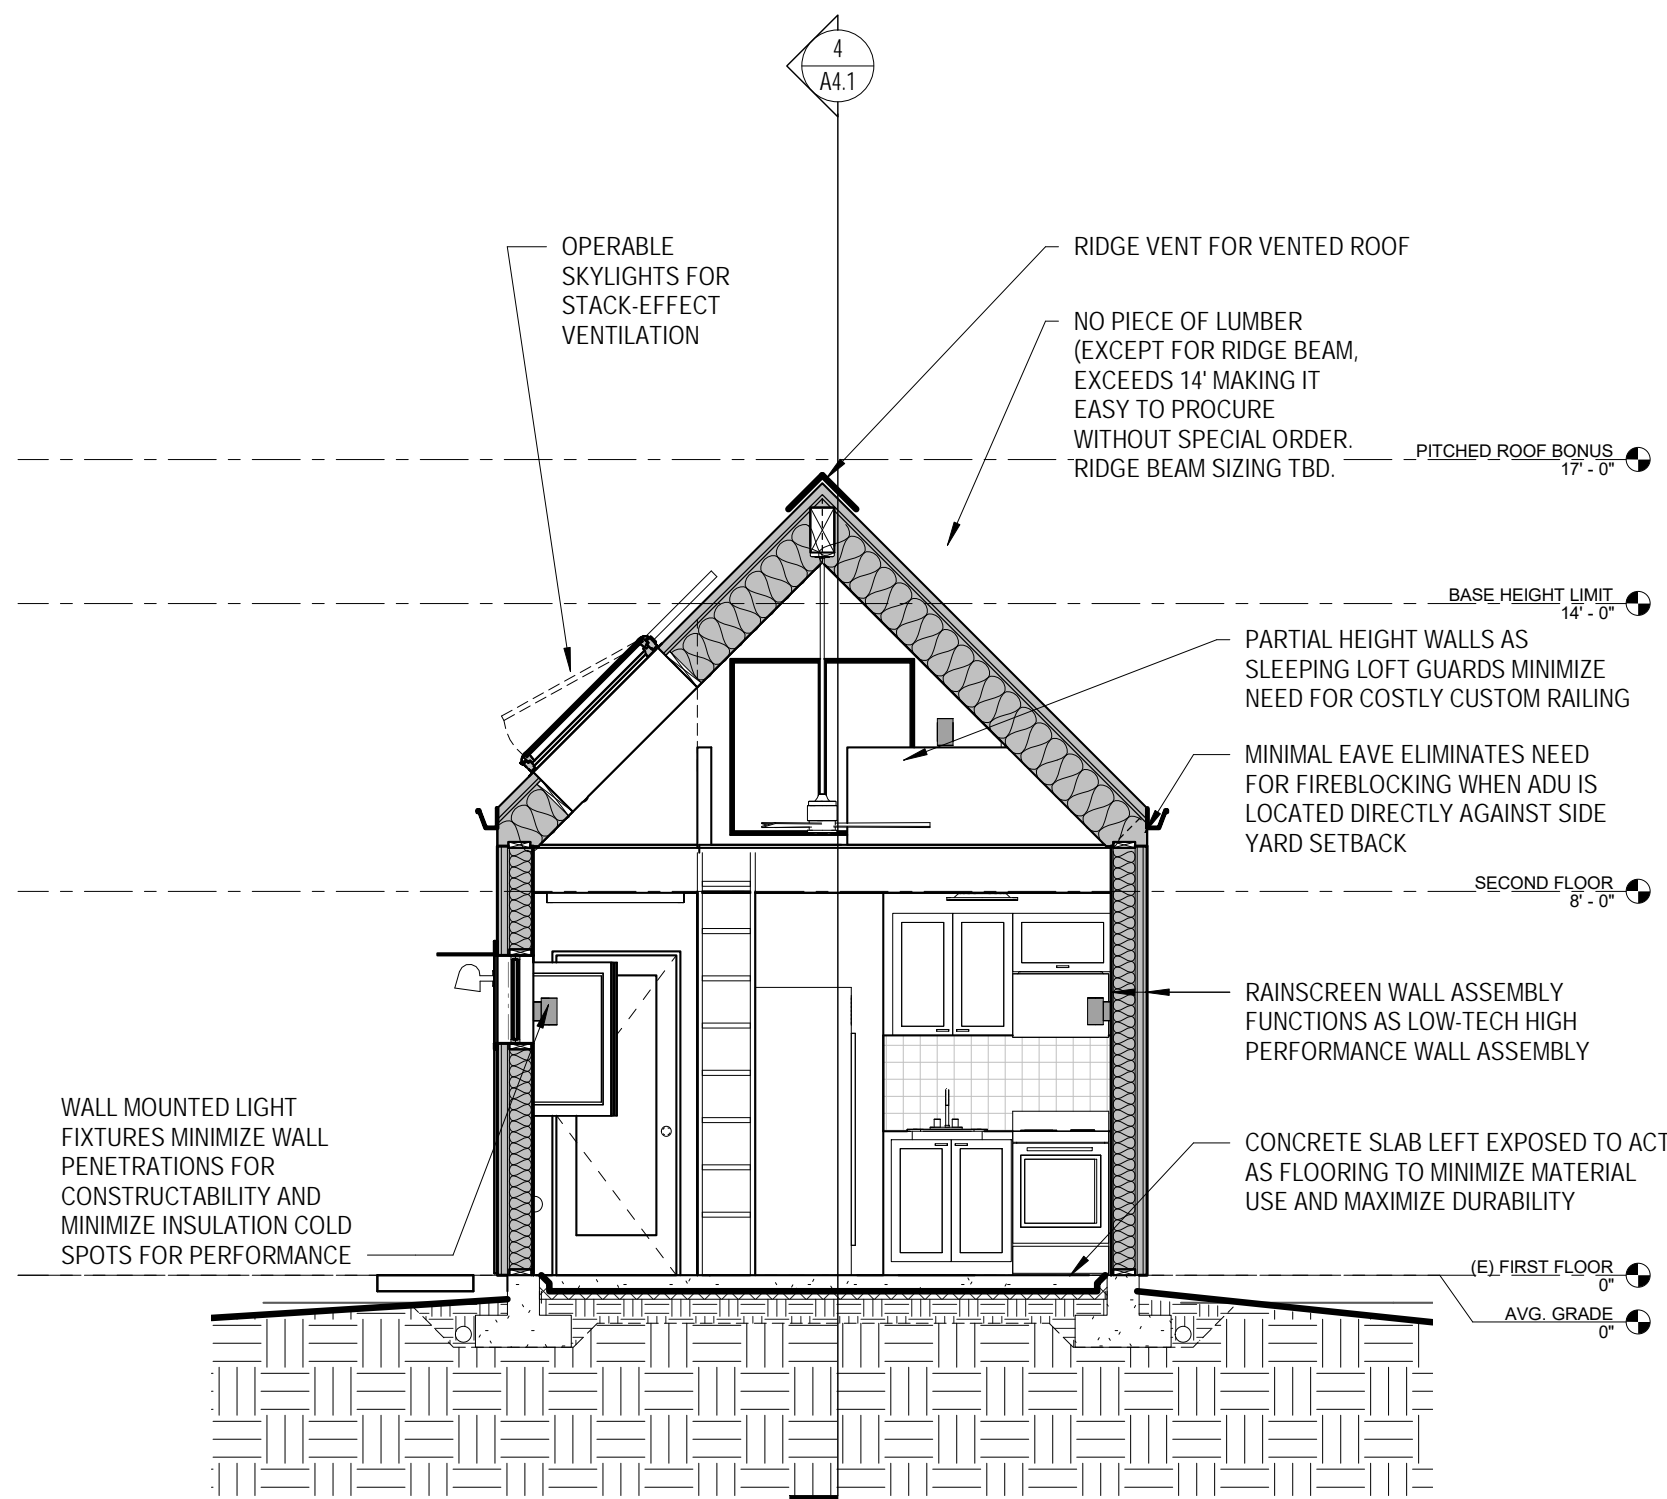 4
A4.1
OPERABLE
SKYLIGHTS FOR
STACK-EFFECT
VENTILATION
RIDGE VENT FOR VENTED ROOF
NO PIECE OF LUMBER
(EXCEPT FOR RIDGE BEAM,
EXCEEDS 14' MAKING IT
EASY TO PROCURE
WITHOUT SPECIAL ORDER.
RIDGE BEAM SIZING TBD.
PITCHED ROOF BONUS
17' - 0"
BASE HEIGHT LIMIT
14' - 0"
PARTIAL HEIGHT WALLS AS
SLEEPING LOFT GUARDS MINIMIZE
NEED FOR COSTLY CUSTOM RAILING
MINIMAL EAVE ELIMINATES NEED
FOR FIREBLOCKING WHEN ADU IS
LOCATED DIRECTLY AGAINST SIDE
YARD SETBACK
SECOND FLOOR
8' - 0"
RAINSCREEN WALL ASSEMBLY
FUNCTIONS AS LOW-TECH HIGH
PERFORMANCE WALL ASSEMBLY
WALL MOUNTED LIGHT
FIXTURES MINIMIZE WALL
PENETRATIONS FOR
CONSTRUCTABILITY AND
MINIMIZE INSULATION COLD
SPOTS FOR PERFORMANCE
CONCRETE SLAB LEFT EXPOSED TO ACT
AS FLOORING TO MINIMIZE MATERIAL
USE AND MAXIMIZE DURABILITY
(E) FIRST FLOOR
0"
AVG. GRADE
0"